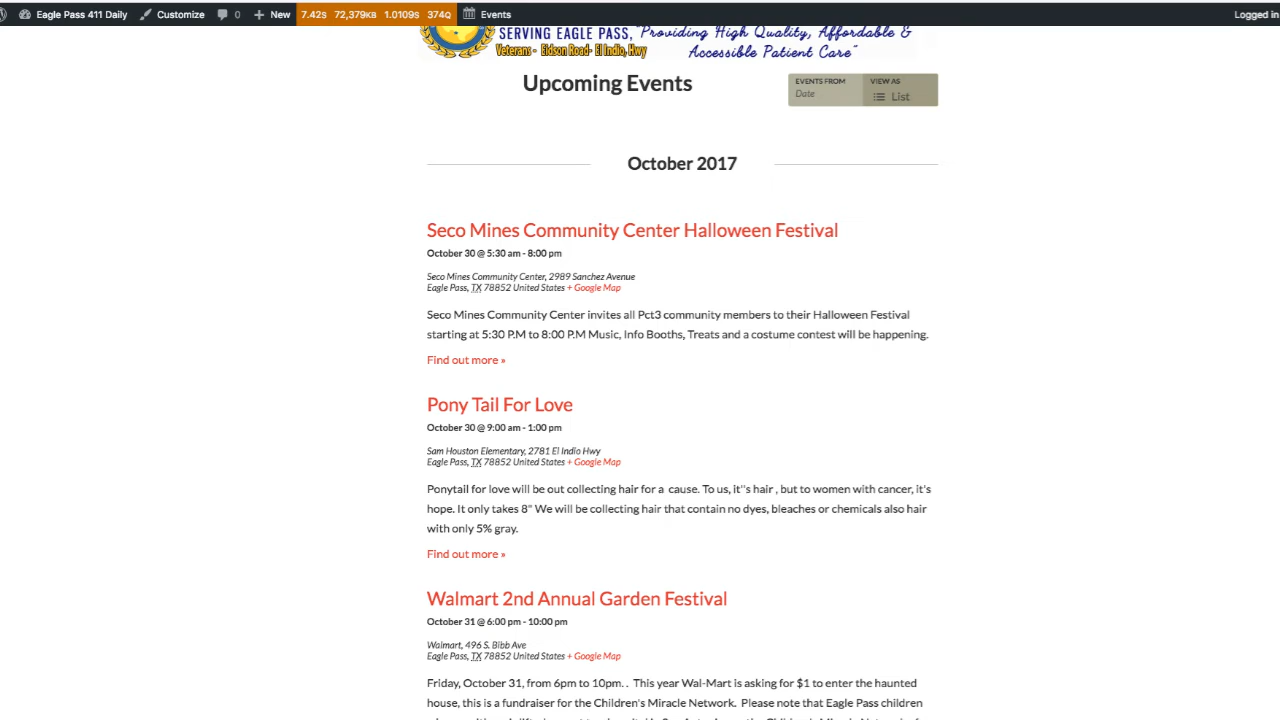 Eagle Pass 411 Daily Customize 0 New 7.42s 72,379KB 1.0109s 374Q Events Logged in
SERVING EAGLE PASS, "Providing High Quality, Affordable &
Veterans - Eidson Road- El Indio, Hwy Accessible Patient Care"
Upcoming Events
EVENTS FROM VIEW AS
Date List
October 2017
Seco Mines Community Center Halloween Festival
October 30 @ 5:30 am - 8:00 pm
Seco Mines Community Center, 2989 Sanchez Avenue
Eagle Pass, TX 78852 United States + Google Map
Seco Mines Community Center invites all Pct3 community members to their Halloween Festival
starting at 5:30 P.M to 8:00 P.M Music, Info Booths, Treats and a costume contest will be happening.
Find out more »
Pony Tail For Love
October 30 @ 9:00 am - 1:00 pm
Sam Houston Elementary, 2781 El Indio Hwy
Eagle Pass, TX 78852 United States + Google Map
Ponytail for love will be out collecting hair for a cause. To us, it"s hair , but to women with cancer, it's
hope. It only takes 8" We will be collecting hair that contain no dyes, bleaches or chemicals also hair
with only 5% gray.
Find out more »
Walmart 2nd Annual Garden Festival
October 31 @ 6:00 pm - 10:00 pm
Walmart, 496 S. Bibb Ave
Eagle Pass, TX 78852 United States + Google Map
Friday, October 31, from 6pm to 10pm. . This year Wal-Mart is asking for $1 to enter the haunted
house, this is a fundraiser for the Children's Miracle Network. Please note that Eagle Pass children